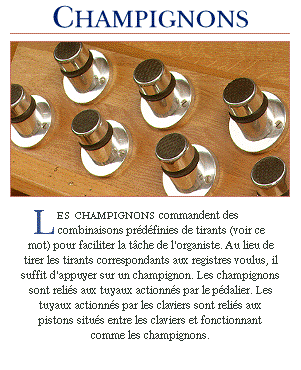 CHAMPIGNONS
LES CHAMPIGNONS commandent des
combinaisons prédéfinies de tirants (voir ce
mot) pour faciliter la tâche de l'organiste. Au lieu de
tirer les tirants correspondants aux registres voulus, il
suffit d'appuyer sur un champignon. Les champignons
sont reliés aux tuyaux actionnés par le pédalier. Les
tuyaux actionnés par les claviers sont reliés aux
pistons situés entre les claviers et fonctionnant
comme les champignons.